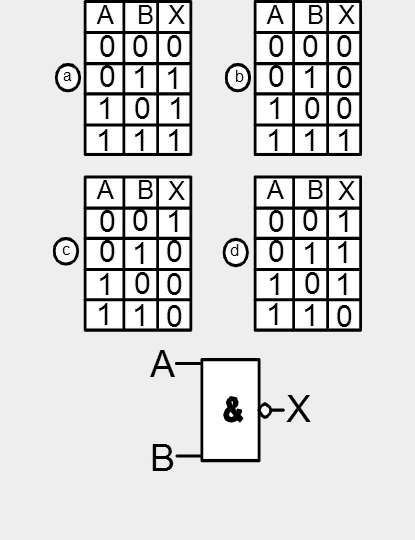 A B X
0 0 0
a 0 1 1
1 0 1
1 1 1
A B X
0 0 0
b 0 1 0
1 0 0
1 1 1
A B X
0 0 1
c 0 1 0
1 0 0
1 1 0
A B X
0 0 1
d 0 1 1
1 0 1
1 1 0
A
& X
B